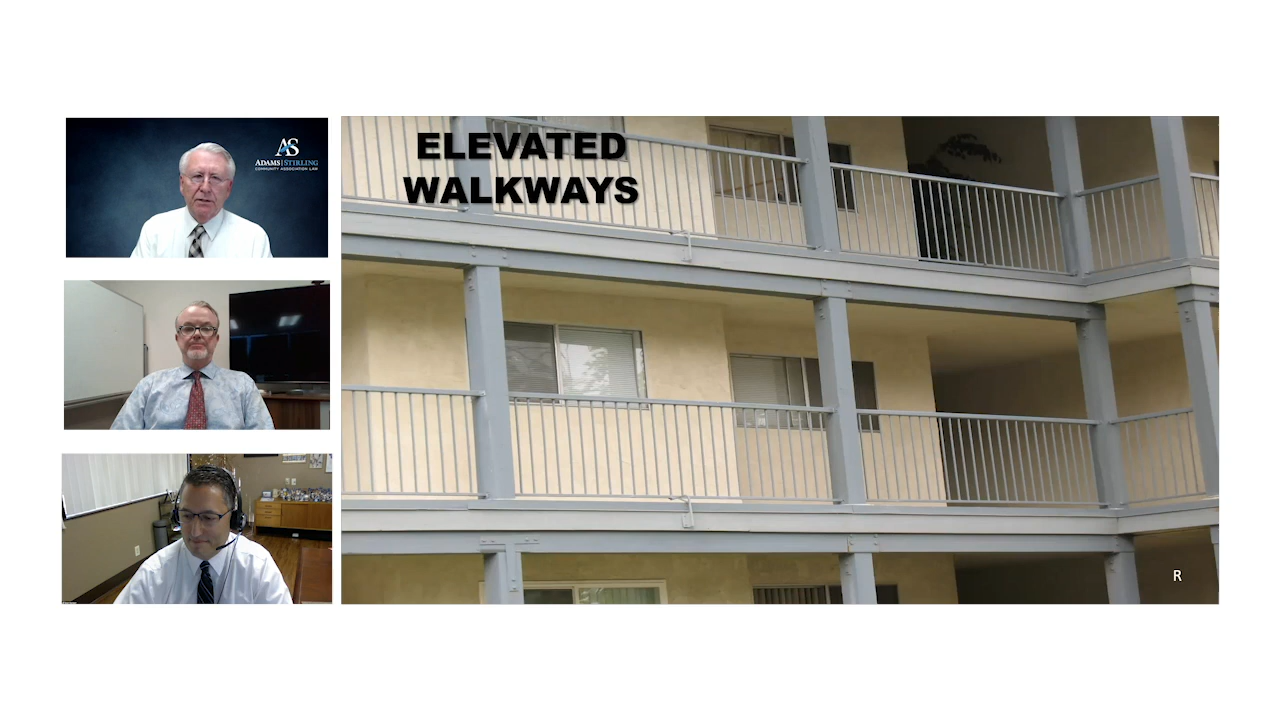 AS
ADAMS|STIRLING
COMMUNITY ASSOCIATION LAW
ELEVATED
WALKWAYS
R